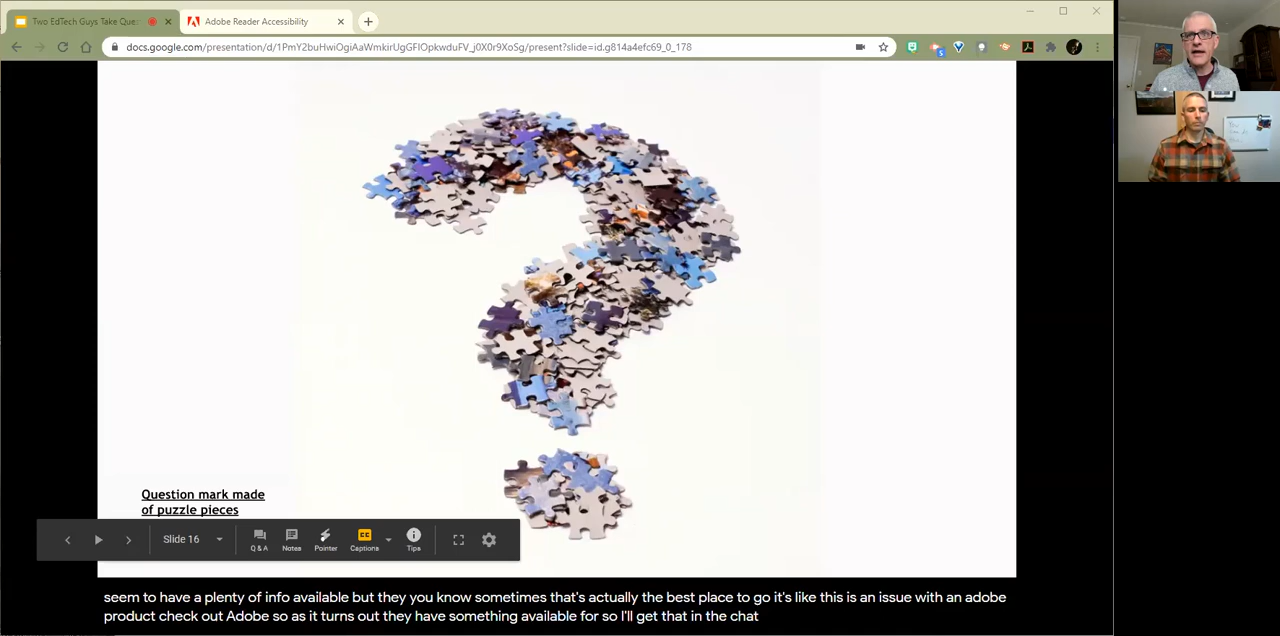 Two EdTech Guys Take Que
Adobe Reader Accessibility
docs.google.com/presentation/d/1PmY2buHwiOgiAaWmkirUgGFIOpkwduFV_j0X0r9XoSg/present?slide=id.g814a4efc69_0_178
Question mark made
of puzzle pieces
Slide 16
Q & A
Notes
Pointer
CC
Captions
Tips
seem to have a plenty of info available but they you know sometimes that's actually the best place to go it's like this is an issue with an adobe
product check out Adobe so as it turns out they have something available for so I'll get that in the chat